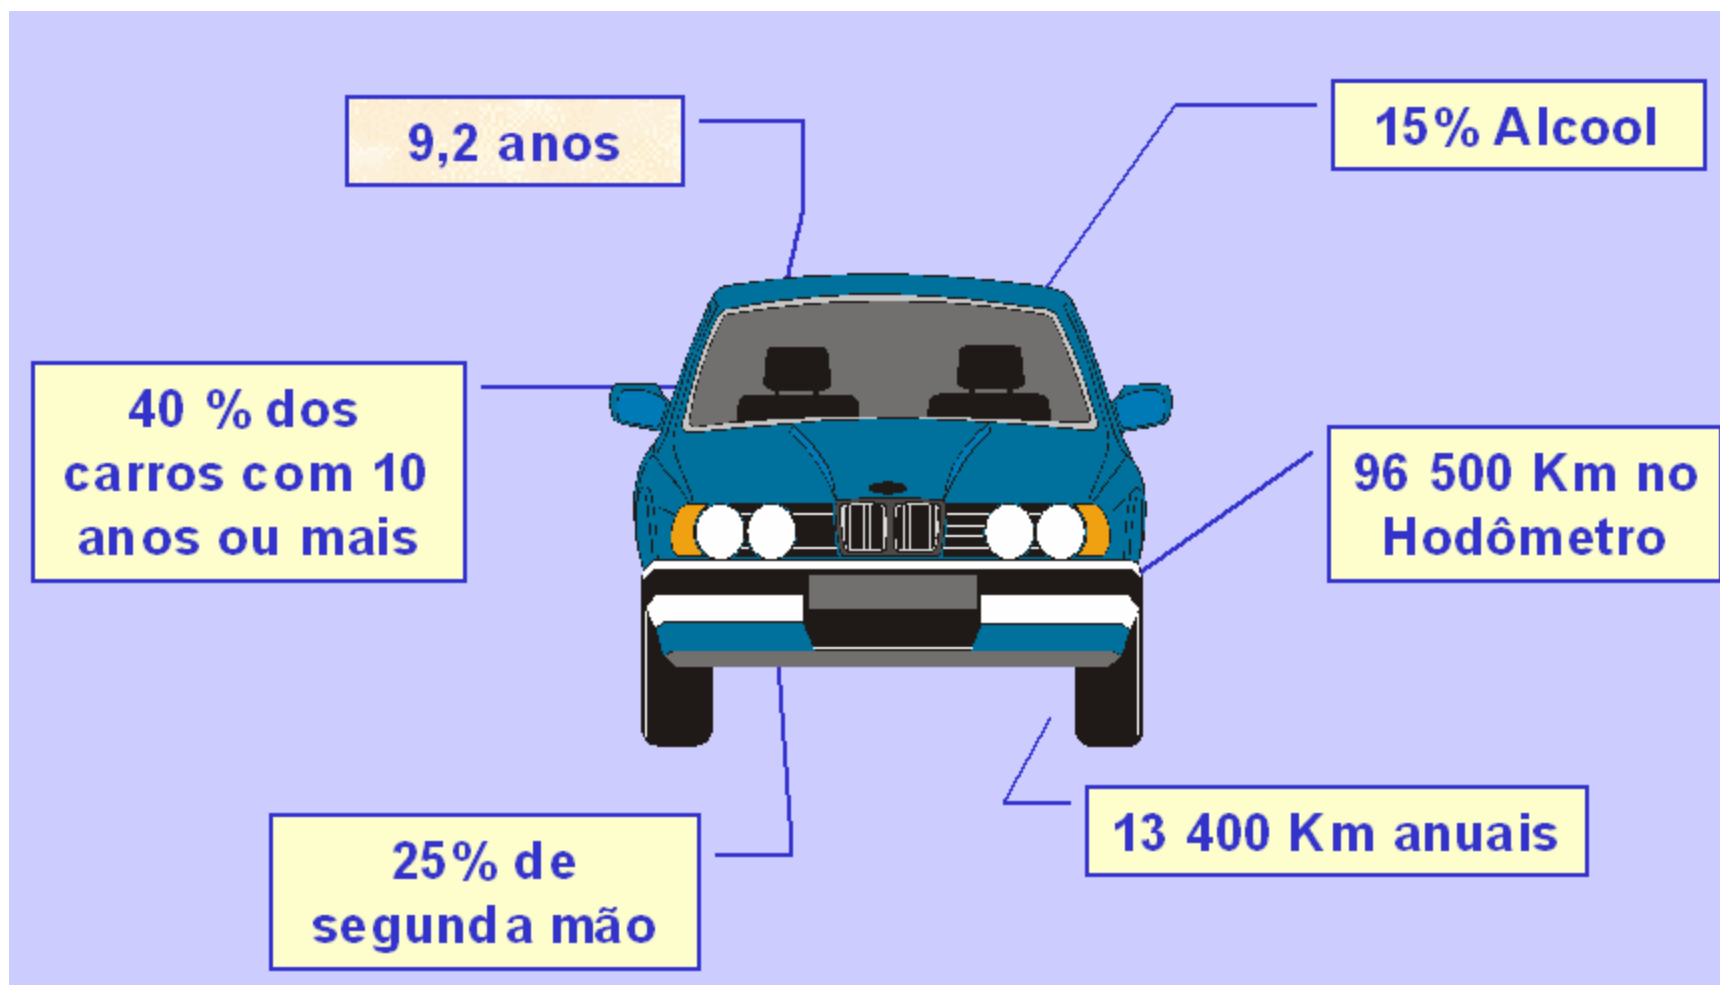 9,2 anos
15% Alcool
40 % dos
carros com 10
anos ou mais
96 500 Km no
Hodômetro
25% de
segunda mão
13 400 Km anuais